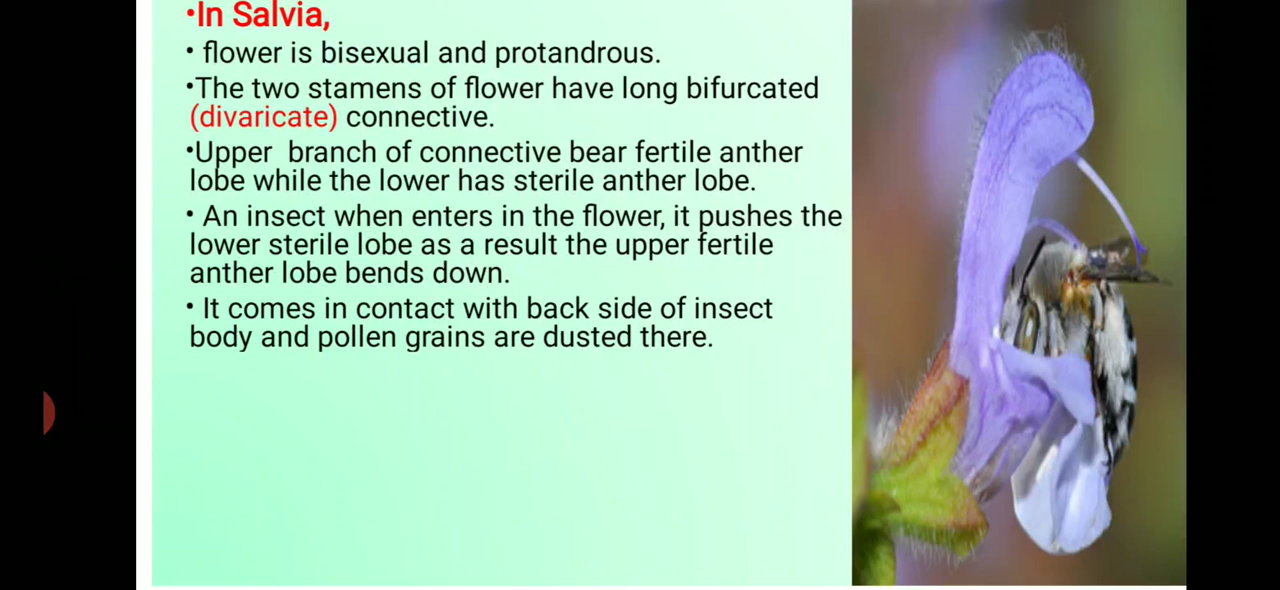 •In Salvia,
• flower is bisexual and protandrous.
•The two stamens of flower have long bifurcated
(divaricate) connective.
•Upper  branch of connective bear fertile anther
lobe while the lower has sterile anther lobe.
• An insect when enters in the flower, it pushes the
lower sterile lobe as a result the upper fertile
anther lobe bends down.
• It comes in contact with back side of insect
body and pollen grains are dusted there.